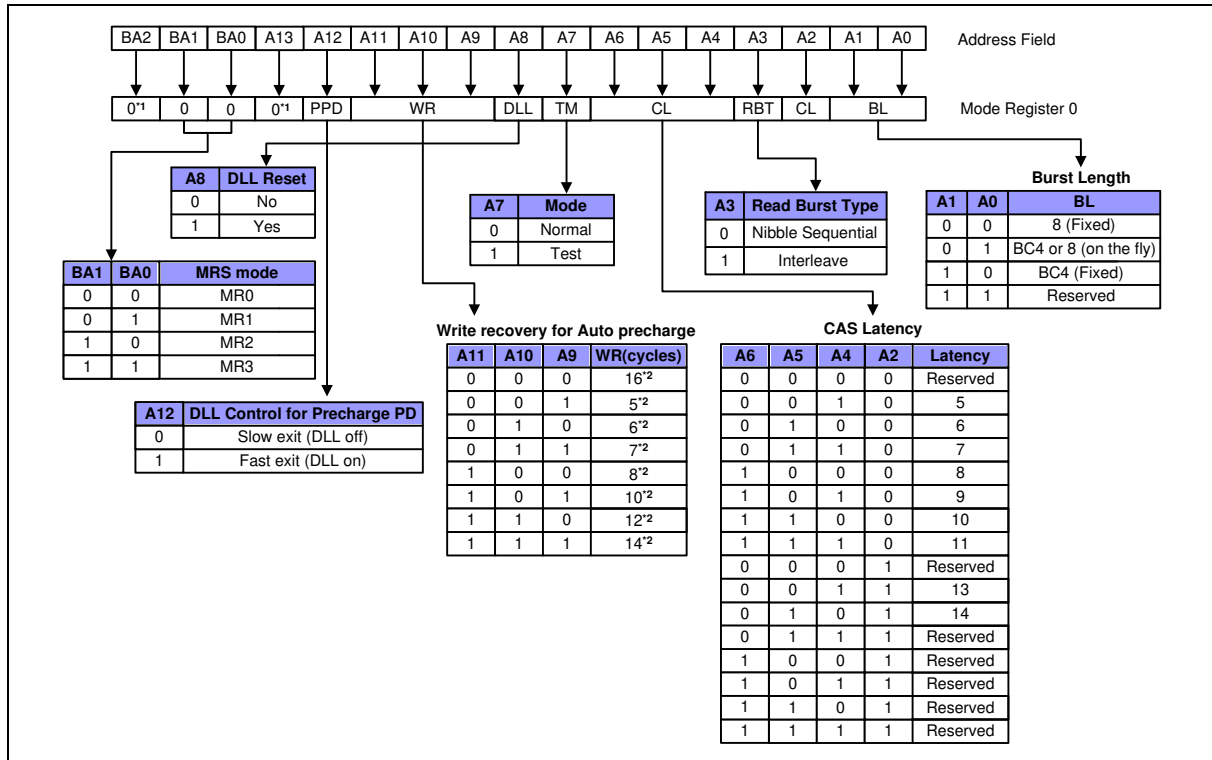 BA2 BA1 BA0 A13 A12 A11 A10 A9 A8 A7 A6 A5 A4 A3 A2 A1 A0 Address Field
0*1 0 0 0*1 PPD WR DLL TM CL RBT CL BL Mode Register 0
A8 DLL Reset
0 No
1 Yes
A7 Mode
0 Normal
1 Test
A3 Read Burst Type
0 Nibble Sequential
1 Interleave
Burst Length
A1 A0 BL
0 0 8 (Fixed)
0 1 BC4 or 8 (on the fly)
1 0 BC4 (Fixed)
1 1 Reserved
BA1 BA0 MRS mode
0 0 MR0
0 1 MR1
1 0 MR2
1 1 MR3
A12 DLL Control for Precharge PD
0 Slow exit (DLL off)
1 Fast exit (DLL on)
Write recovery for Auto precharge
A11 A10 A9 WR(cycles)
0 0 0 16*2
0 0 1 5*2
0 1 0 6*2
0 1 1 7*2
1 0 0 8*2
1 0 1 10*2
1 1 0 12*2
1 1 1 14*2
CAS Latency
A6 A5 A4 A2 Latency
0 0 0 0 Reserved
0 0 1 0 5
0 1 0 0 6
0 1 1 0 7
1 0 0 0 8
1 0 1 0 9
1 1 0 0 10
1 1 1 0 11
0 0 0 1 Reserved
0 0 1 1 13
0 1 0 1 14
0 1 1 1 Reserved
1 0 0 1 Reserved
1 0 1 1 Reserved
1 1 0 1 Reserved
1 1 1 1 Reserved